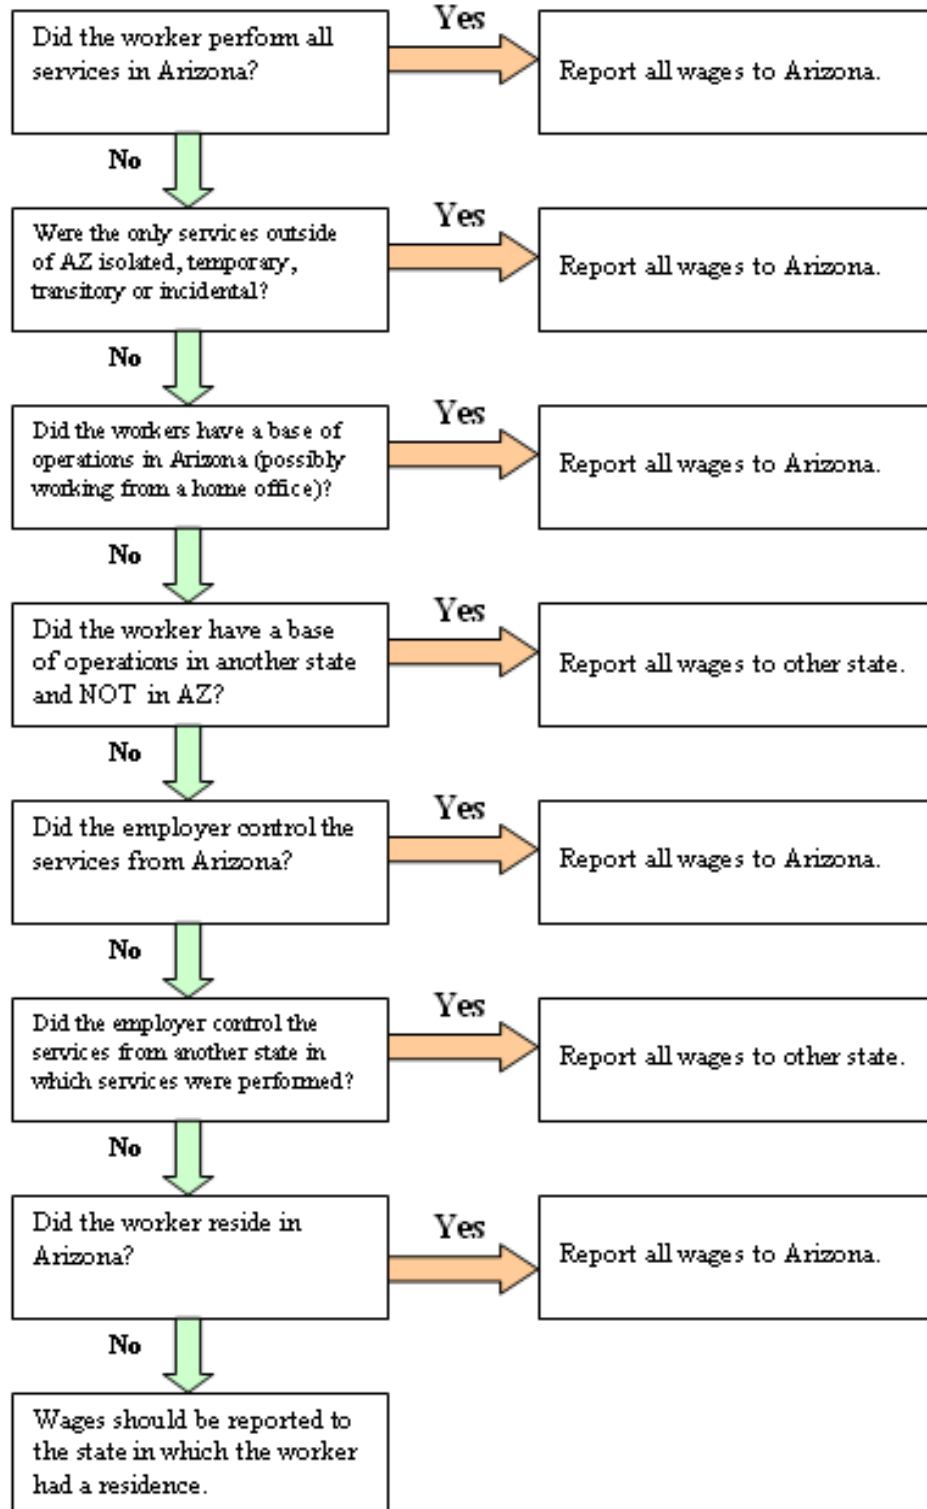 Did the worker perform all
services in Arizona?
Yes
Report all wages to Arizona.
No
Were the only services outside
of AZ isolated, temporary,
transitory or incidental?
Yes
Report all wages to Arizona.
No
Did the workers have a base of
operations in Arizona (possibly
working from a home office)?
Yes
Report all wages to Arizona.
No
Did the worker have a base
of operations in another state
and NOT in AZ?
Yes
Report all wages to other state.
No
Did the employer control the
services from Arizona?
Yes
Report all wages to Arizona.
No
Did the employer control the
services from another state in
which services were performed?
Yes
Report all wages to other state.
No
Did the worker reside in
Arizona?
Yes
Report all wages to Arizona.
No
Wages should be reported to
the state in which the worker
had a residence.